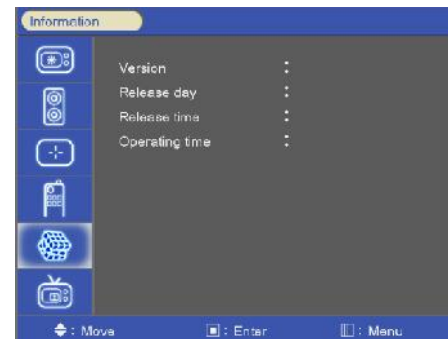 Information
Version :
Release day :
Release time :
Operating time :
: Move : Enter : Menu